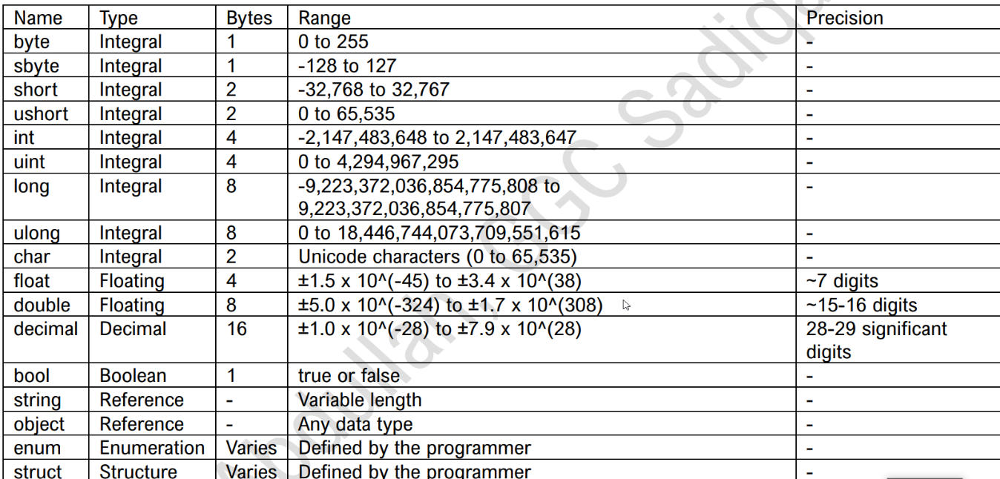 Name Type Bytes Range Precision
byte Integral 1 0 to 255 -
sbyte Integral 1 -128 to 127 -
short Integral 2 -32,768 to 32,767 -
ushort Integral 2 0 to 65,535 -
int Integral 4 -2,147,483,648 to 2,147,483,647 -
uint Integral 4 0 to 4,294,967,295 -
long Integral 8 -9,223,372,036,854,775,808 to -
9,223,372,036,854,775,807
ulong Integral 8 0 to 18,446,744,073,709,551,615 -
char Integral 2 Unicode characters (0 to 65,535) -
float Floating 4 ±1.5 x 10^(-45) to ±3.4 x 10^(38) ~7 digits
double Floating 8 ±5.0 x 10^(-324) to ±1.7 x 10^(308) ~15-16 digits
decimal Decimal 16 ±1.0 x 10^(-28) to ±7.9 x 10^(28) 28-29 significant
digits
bool Boolean 1 true or false -
string Reference - Variable length -
object Reference - Any data type -
enum Enumeration Varies Defined by the programmer -
struct Structure Varies Defined by the programmer -
Abdullah, GGC